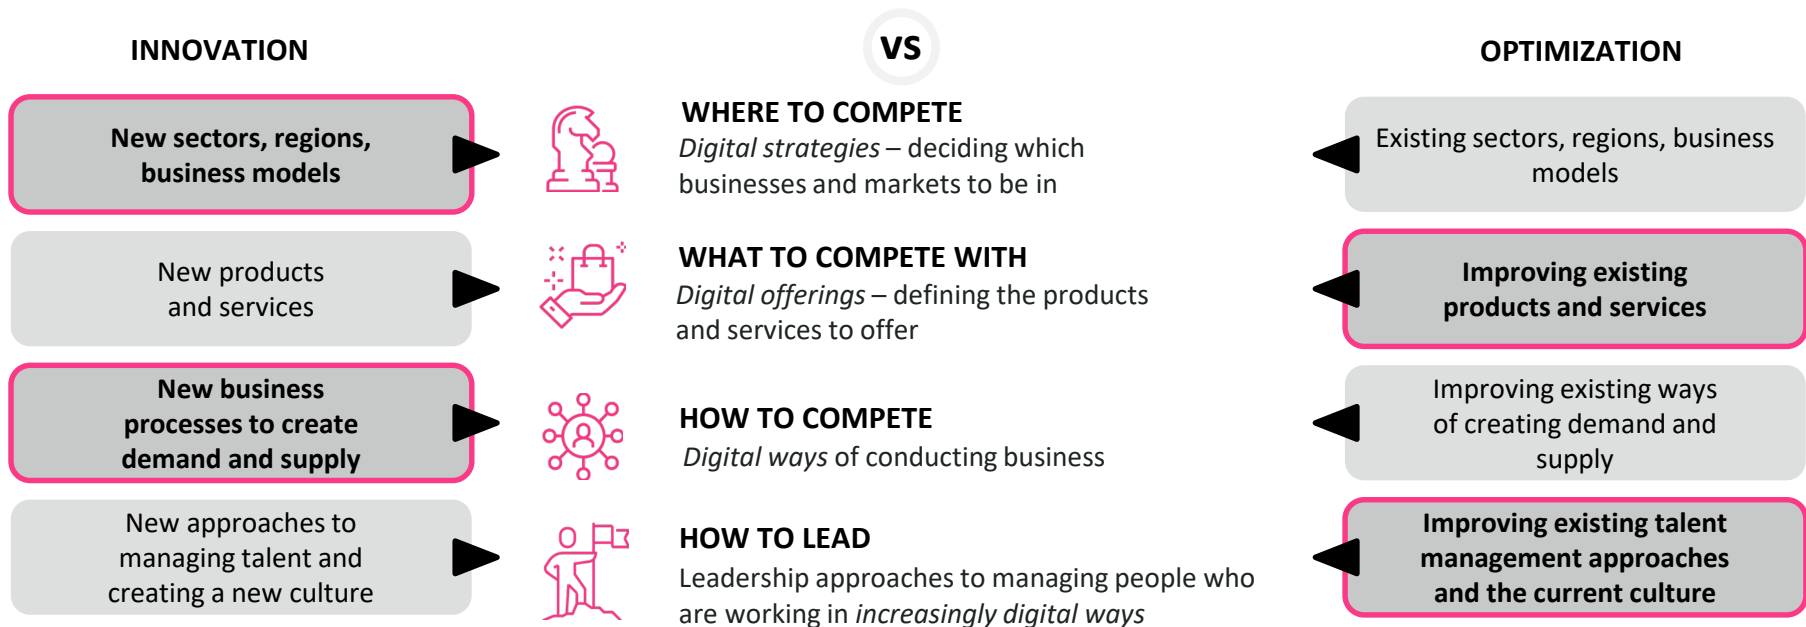 INNOVATION
VS
OPTIMIZATION
New sectors, regions,
business models
WHERE TO COMPETE
Digital strategies – deciding which
businesses and markets to be in
Existing sectors, regions, business
models
New products
and services
WHAT TO COMPETE WITH
Digital offerings – defining the products
and services to offer
Improving existing
products and services
New business
processes to create
demand and supply
HOW TO COMPETE
Digital ways of conducting business
Improving existing ways
of creating demand and
supply
New approaches to
managing talent and
creating a new culture
HOW TO LEAD
Leadership approaches to managing people who
are working in increasingly digital ways
Improving existing talent
management approaches
and the current culture